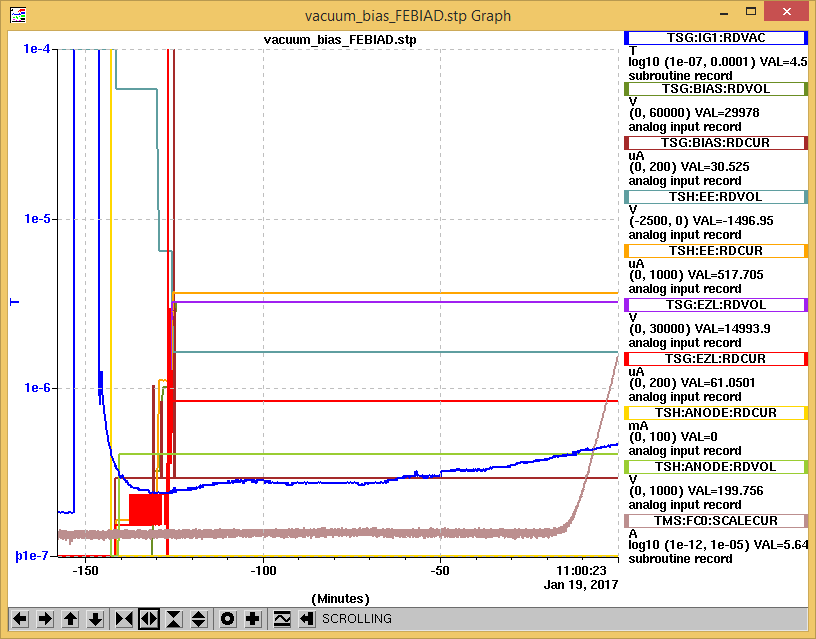 vacuum_bias_FEBIAD.stp Graph
vacuum_bias_FEBIAD.stp
1e-4
1e-5
T
1e-6
1e-7
-150
-100
-50
11:00:23
Jan 19, 2017
(Minutes)
TSG:IG1:RDVAC
T
log10 (1e-07, 0.0001) VAL=4.5
subroutine record
TSG:BIAS:RDVOL
V
(0, 60000) VAL=29978
analog input record
TSG:BIAS:RDCUR
uA
(0, 200) VAL=30.525
analog input record
TSH:EE:RDVOL
V
(-2500, 0) VAL=-1496.95
analog input record
TSH:EE:RDCUR
uA
(0, 1000) VAL=517.705
analog input record
TSG:EZL:RDVOL
V
(0, 30000) VAL=14993.9
analog input record
TSG:EZL:RDCUR
uA
(0, 200) VAL=61.0501
analog input record
TSH:ANODE:RDCUR
mA
(0, 100) VAL=0
analog input record
TSH:ANODE:RDVOL
V
(0, 1000) VAL=199.756
analog input record
TMS:FC0:SCALECUR
A
log10 (1e-12, 1e-05) VAL=5.64
subroutine record
SCROLLING